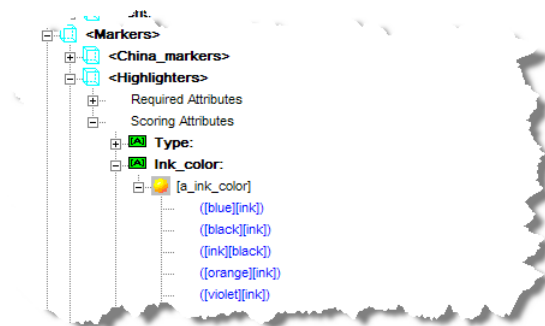 <Markers>
<China_markers>
<Highlighters>
Required Attributes
Scoring Attributes
[A] Type:
[A] Ink_color:
[a_ink_color]
([blue][ink])
([black][ink])
([ink][black])
([orange][ink])
([violet][ink])